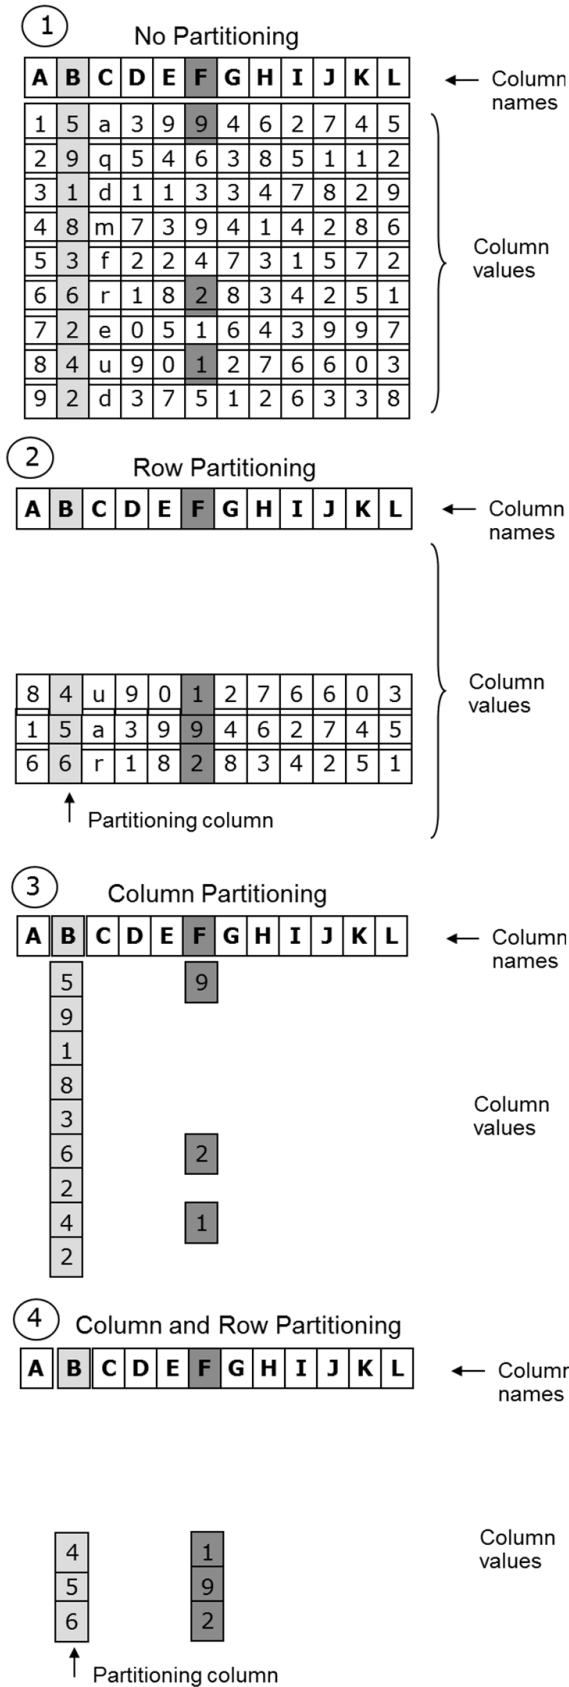 1
No Partitioning
A B C D E F G H I J K L
Column
names
1 5 a 3 9 9 4 6 2 7 4 5
2 9 q 5 4 6 3 8 5 1 1 2
3 1 d 1 1 3 3 4 7 8 2 9
4 8 m 7 3 9 4 1 4 2 8 6
5 3 f 2 2 4 7 3 1 5 7 2
6 6 r 1 8 2 8 3 4 2 5 1
7 2 e 0 5 1 6 4 3 9 9 7
8 4 u 9 0 1 2 7 6 6 0 3
9 2 d 3 7 5 1 2 6 3 3 8
Column
values
2
Row Partitioning
A B C D E F G H I J K L
Column
names
8 4 u 9 0 1 2 7 6 6 0 3
1 5 a 3 9 9 4 6 2 7 4 5
6 6 r 1 8 2 8 3 4 2 5 1
Column
values
Partitioning column
3
Column Partitioning
A B C D E F G H I J K L
Column
names
5 9
9
1
8
3
6 2
2
4 1
2
Column
values
4
Column and Row Partitioning
A B C D E F G H I J K L
Column
names
4 1
5 9
6 2
Column
values
Partitioning column